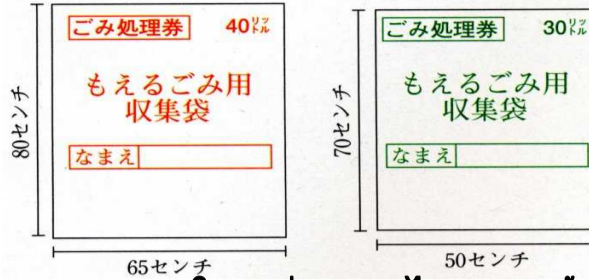 ごみ処理券 40リットル
もえるごみ用
収集袋
なまえ
80センチ
65センチ
ごみ処理券 30リットル
もえるごみ用
収集袋
なまえ
70センチ
50センチ